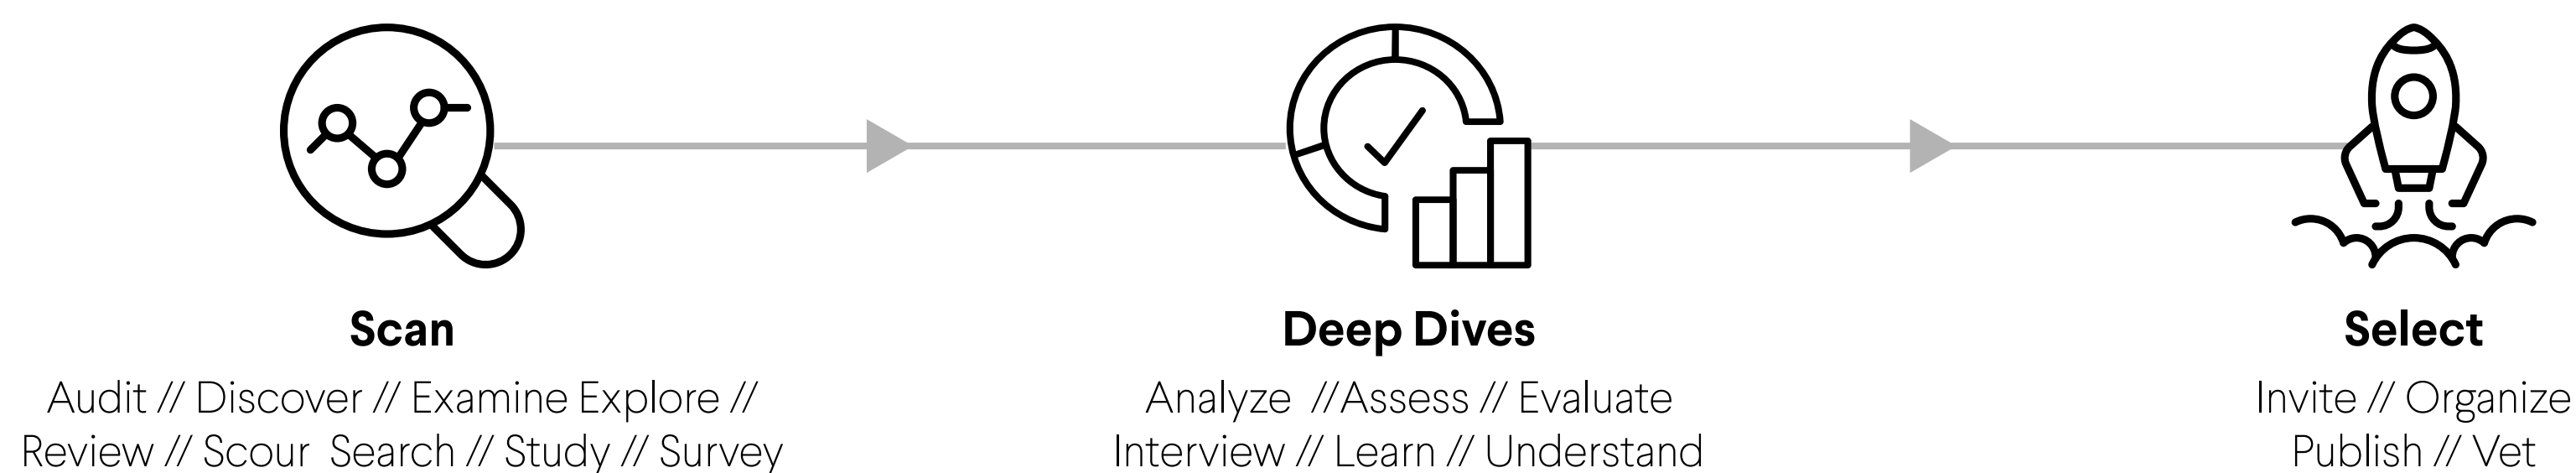 Scan
Audit // Discover // Examine Explore //
Review // Scour Search // Study // Survey
Deep Dives
Analyze //Assess // Evaluate
Interview // Learn // Understand
Select
Invite // Organize
Publish // Vet